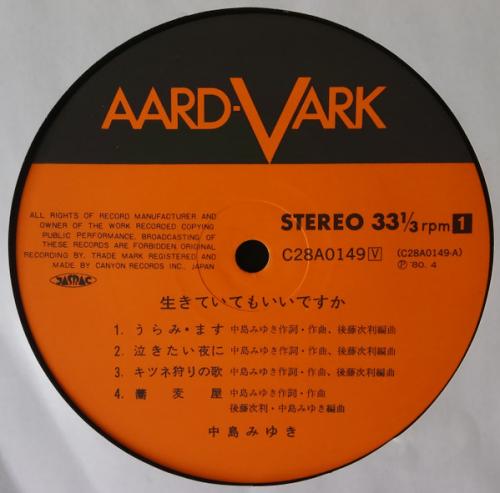 AARD-VARK
ALL RIGHTS OF RECORD MANUFACTURER AND
OWNER OF THE WORK RECORDED COPYING
PUBLIC PERFORMANCE, BROADCASTING OF
THESE RECORDS ARE FORBIDDEN. ORIGINAL
RECORDING BY, TRADE MARK REGISTERED AND
MADE BY CANYON RECORDS INC., JAPAN
JASRAC
STEREO 33 1/3 rpm 1
C28A0149 V (C28A0149-A)
Ⓟ '80. 4
生きていてもいいですか
1. うらみ・ます 中島みゆき作詞・作曲、後藤次利編曲
2. 泣きたい夜に 中島みゆき作詞・作曲、後藤次利編曲
3. キツネ狩りの歌 中島みゆき作詞・作曲、後藤次利編曲
4. 蕎麦屋 中島みゆき作詞・作曲
後藤次利・中島みゆき編曲
中島みゆき